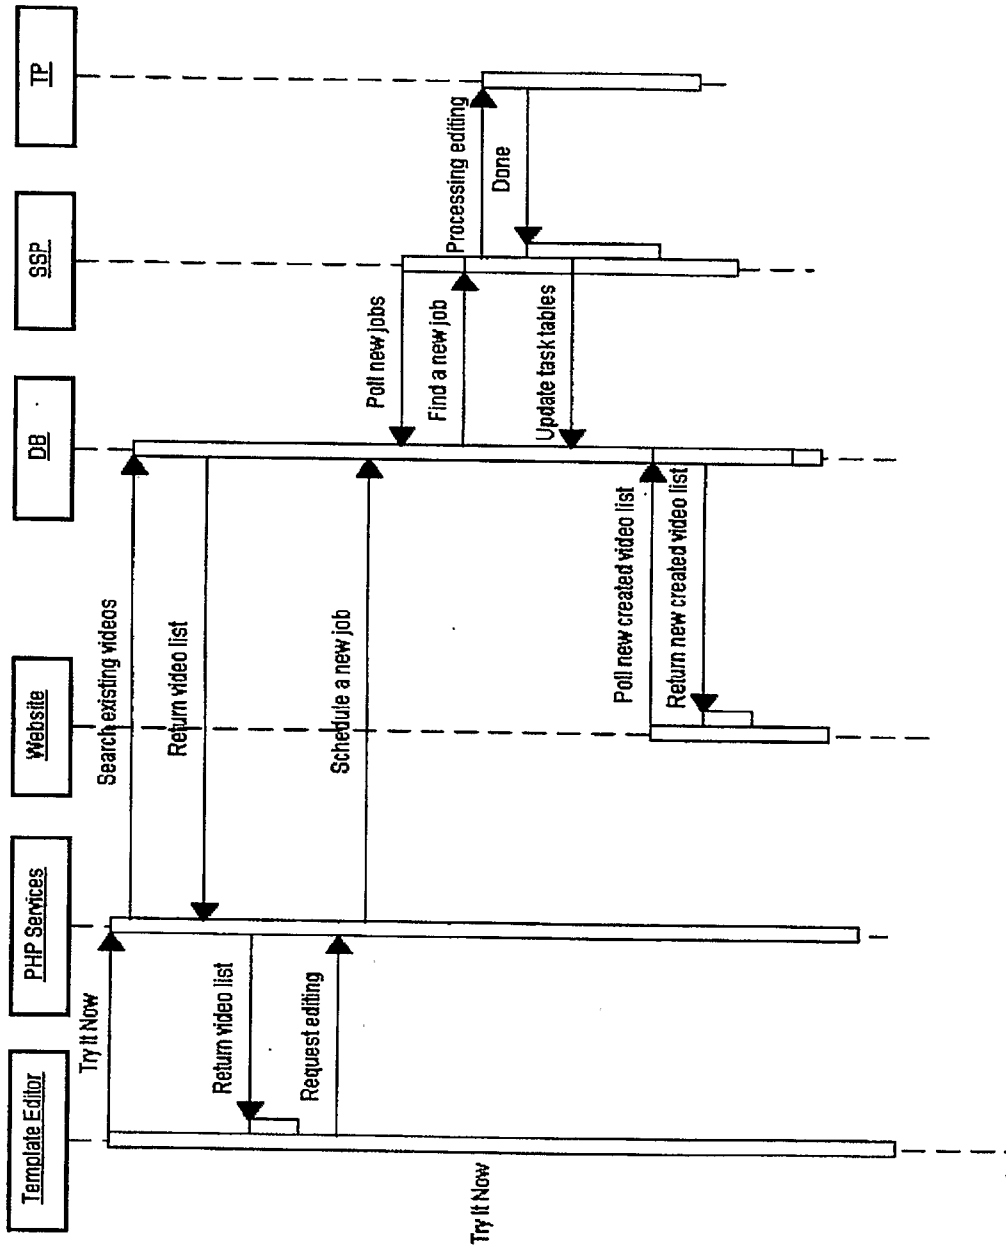 Template Editor
PHP Services
Website
DB
SSP
TP
Try It Now
Search existing videos
Return video list
Return video list
Request editing
Schedule a new job
Poll new jobs
Find a new job
Processing editing
Done
Update task tables
Poll new created video list
Return new created video list
Try It Now